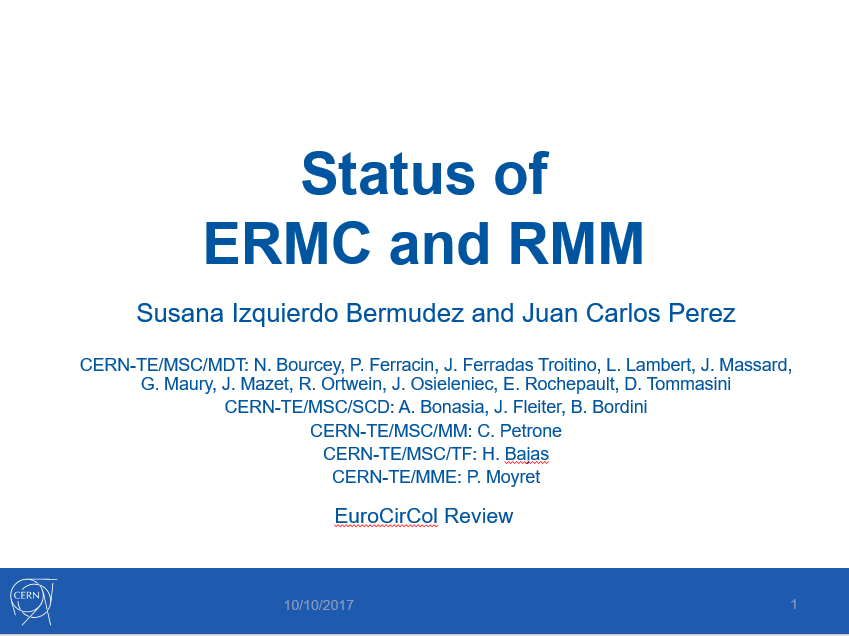 Status of
ERMC and RMM
Susana Izquierdo Bermudez and Juan Carlos Perez
CERN-TE/MSC/MDT: N. Bourcey, P. Ferracin, J. Ferradas Troitino, L. Lambert, J. Massard,
G. Maury, J. Mazet, R. Ortwein, J. Osieleniec, E. Rochepault, D. Tommasini
CERN-TE/MSC/SCD: A. Bonasia, J. Fleiter, B. Bordini
CERN-TE/MSC/MM: C. Petrone
CERN-TE/MSC/TF: H. Bajas
CERN-TE/MME: P. Moyret
EuroCirCol Review
CERN
10/10/2017
1